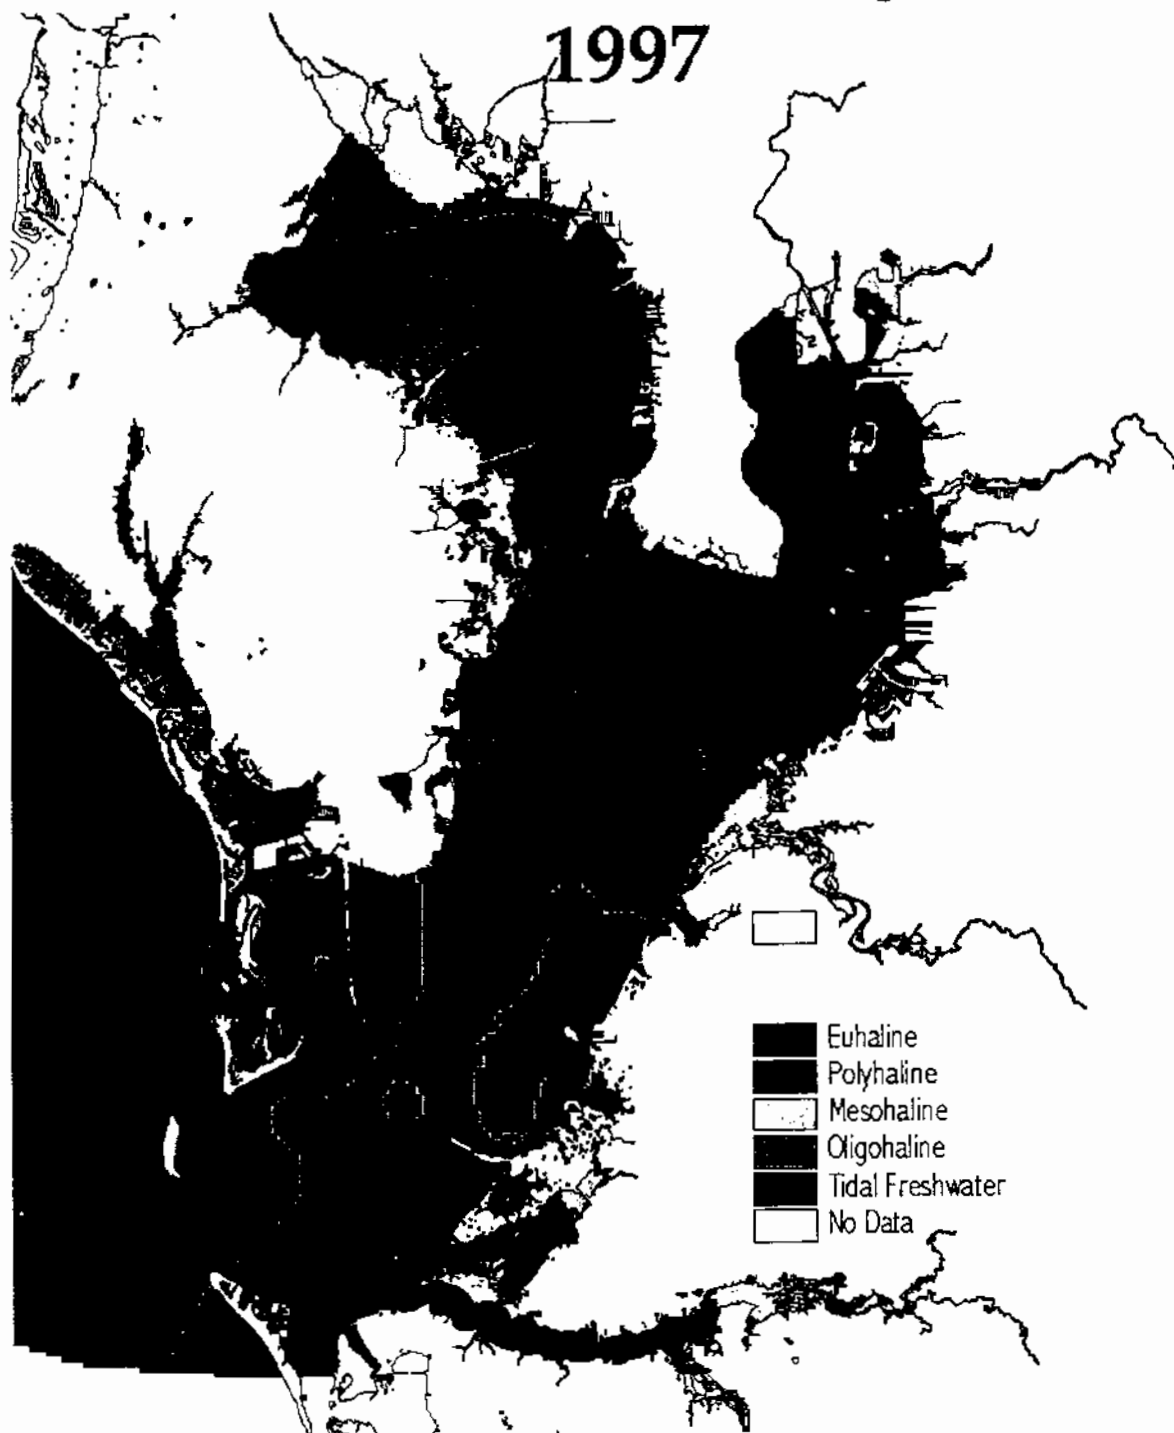 1997
Euhaline
Polyhaline
Mesohaline
Oligohaline
Tidal Freshwater
No Data